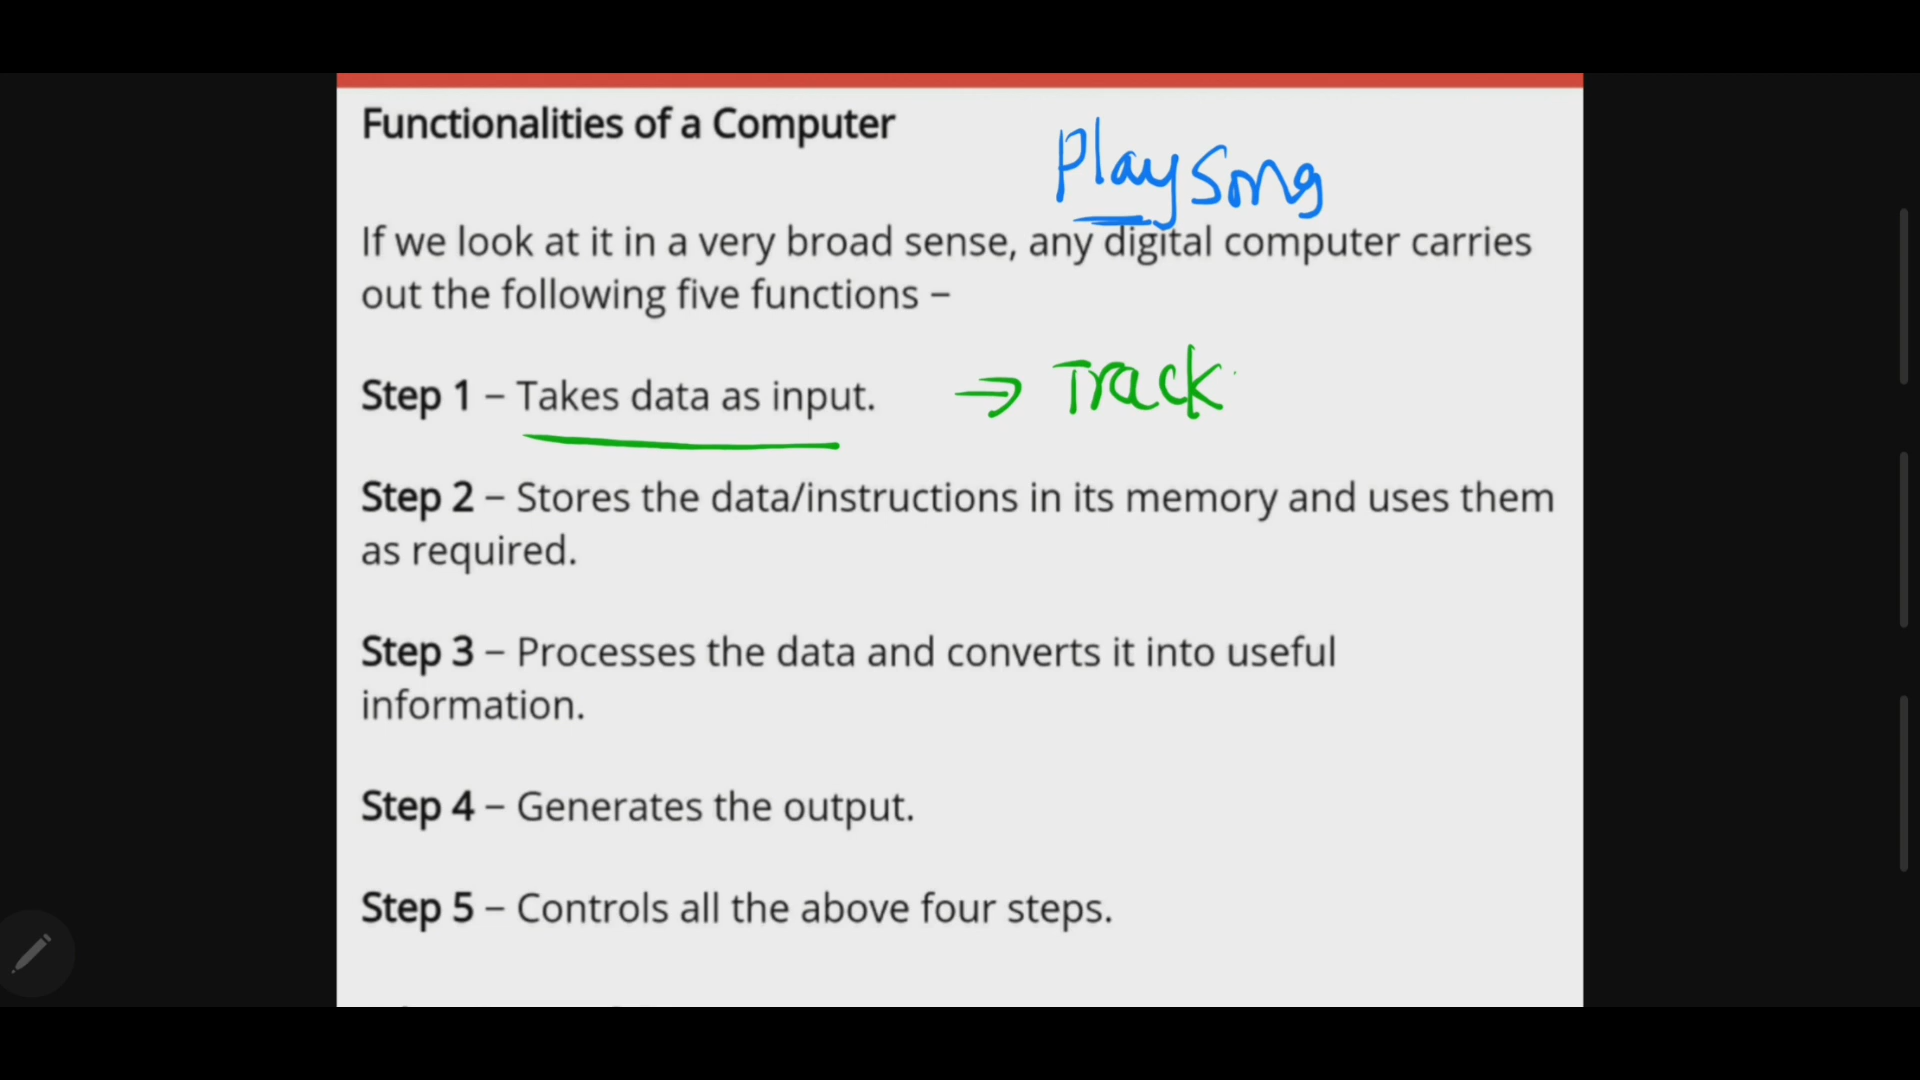 Functionalities of a Computer
Play Song
If we look at it in a very broad sense, any digital computer carries
out the following five functions –
Step 1 – Takes data as input. → Track
Step 2 – Stores the data/instructions in its memory and uses them
as required.
Step 3 – Processes the data and converts it into useful
information.
Step 4 – Generates the output.
Step 5 – Controls all the above four steps.